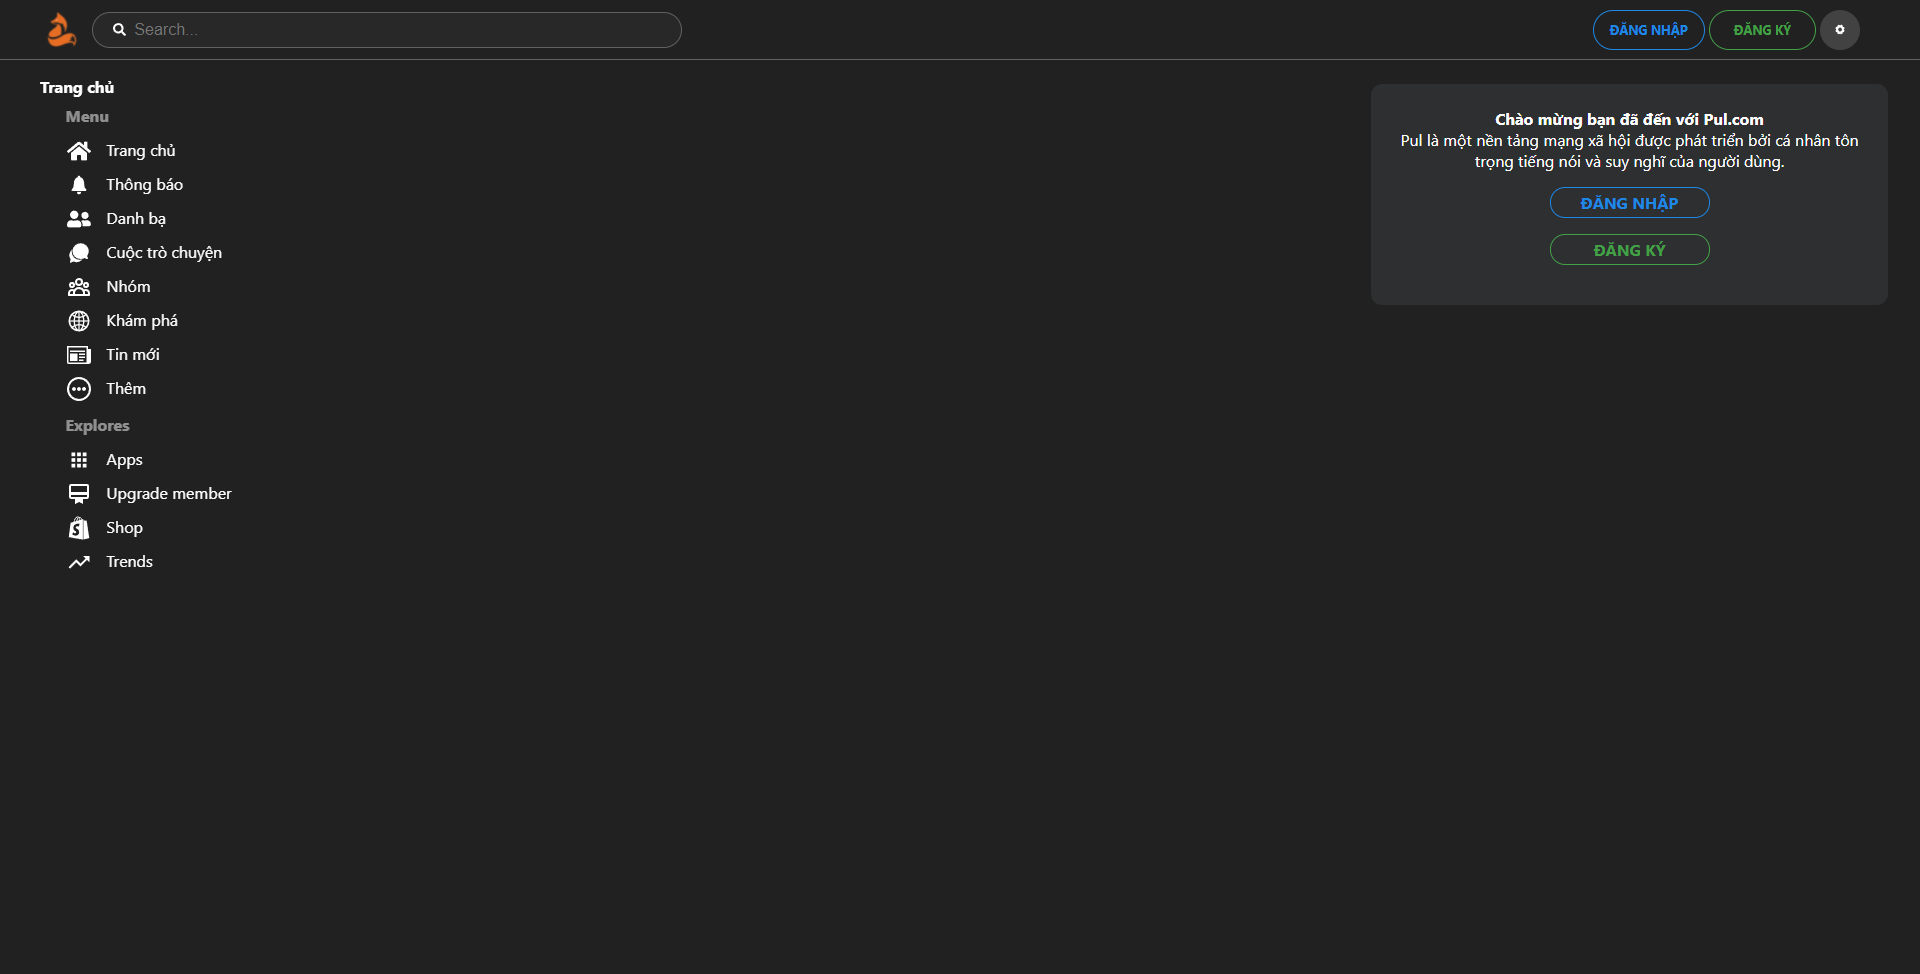 Search...
ĐĂNG NHẬP
ĐĂNG KÝ
Trang chủ
Menu
Trang chủ
Thông báo
Danh bạ
Cuộc trò chuyện
Nhóm
Khám phá
Tin mới
Thêm
Explores
Apps
Upgrade member
Shop
Trends
Chào mừng bạn đã đến với Pul.com
Pul là một nền tảng mạng xã hội được phát triển bởi cá nhân tôn
trọng tiếng nói và suy nghĩ của người dùng.
ĐĂNG NHẬP
ĐĂNG KÝ